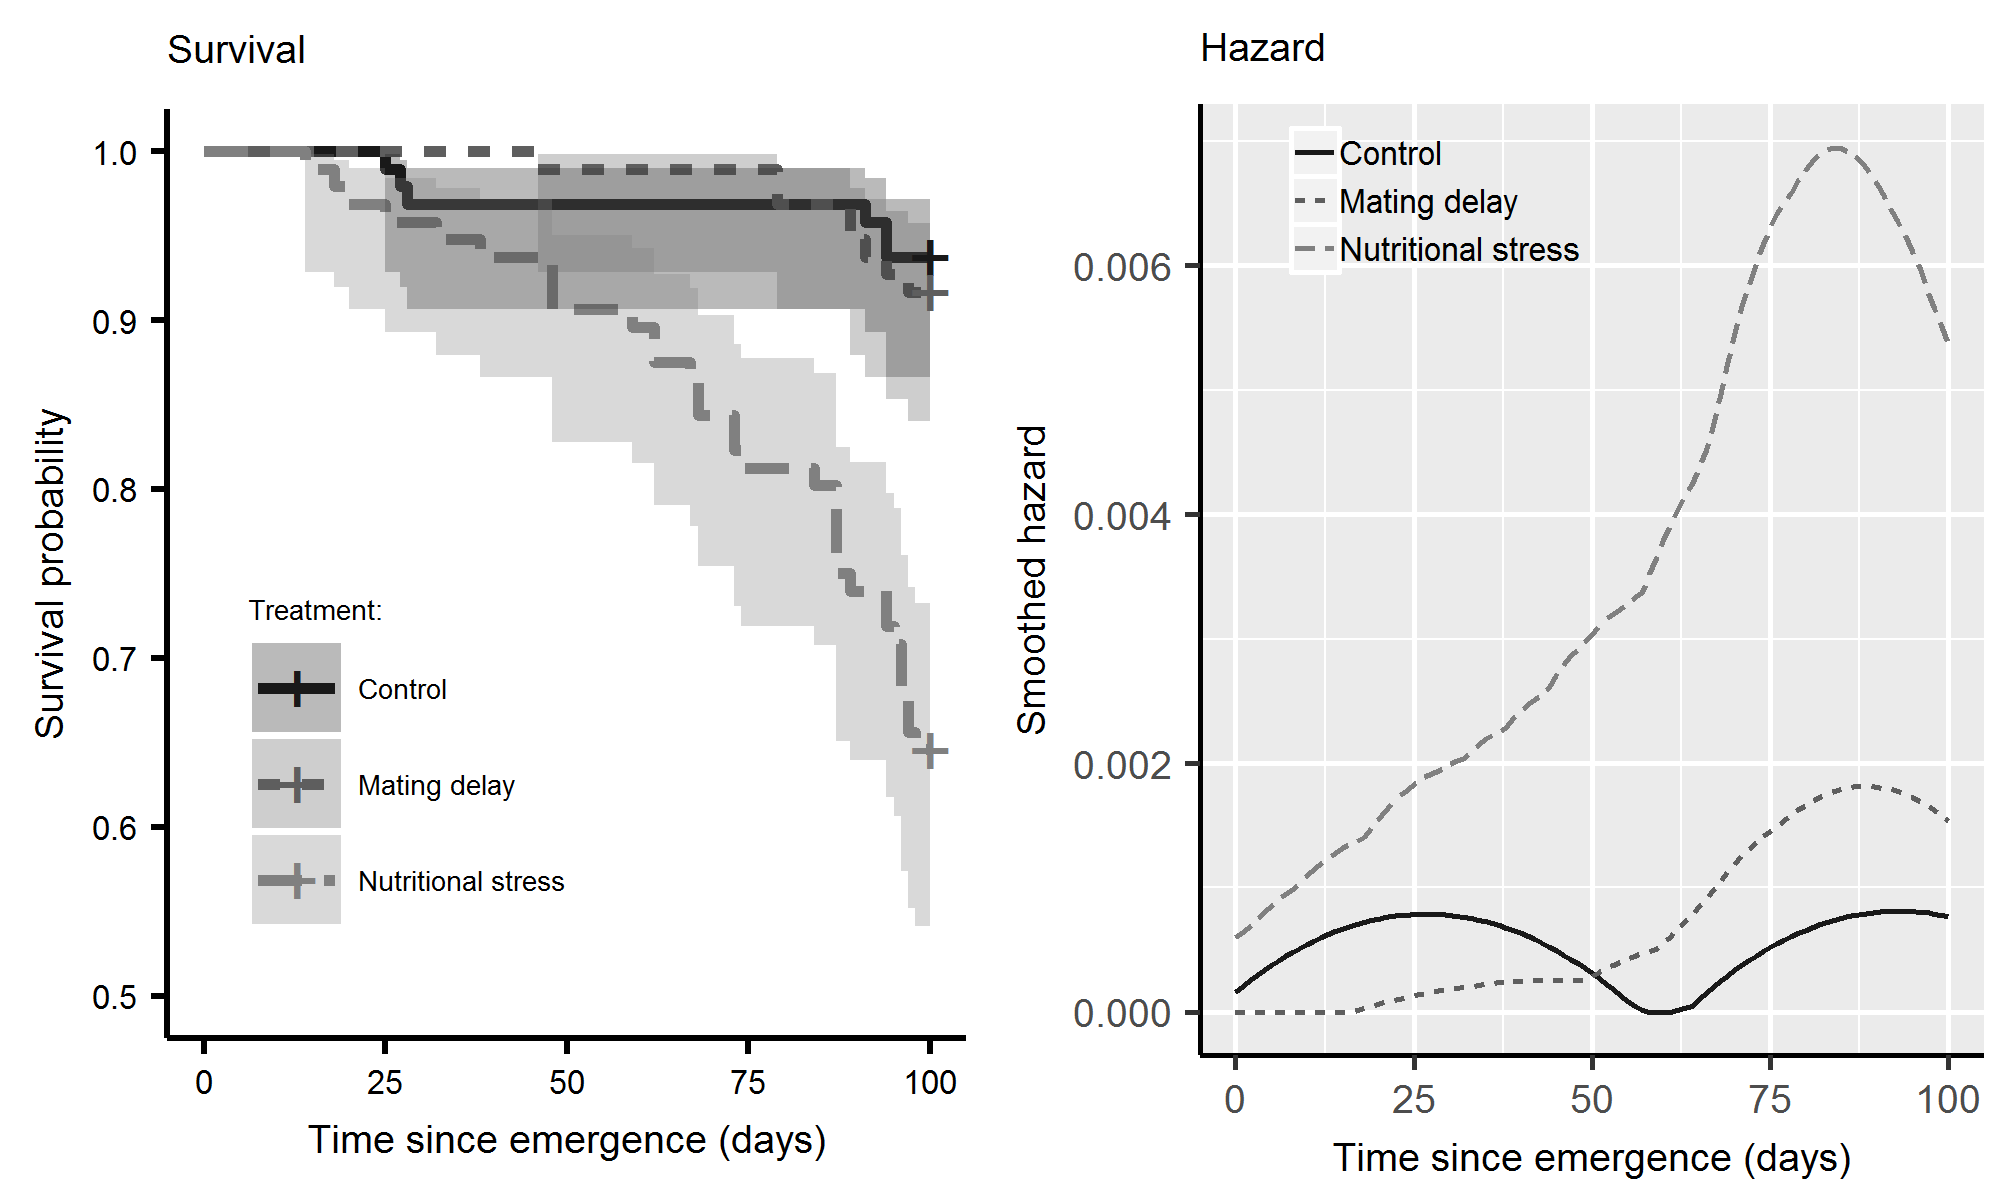 Survival
Survival probability
1.0
0.9
0.8
0.7
0.6
0.5
Treatment:
Control
Mating delay
Nutritional stress
0
25
50
75
100
Time since emergence (days)
Hazard
Smoothed hazard
0.006
0.004
0.002
0.000
Control
Mating delay
Nutritional stress
0
25
50
75
100
Time since emergence (days)